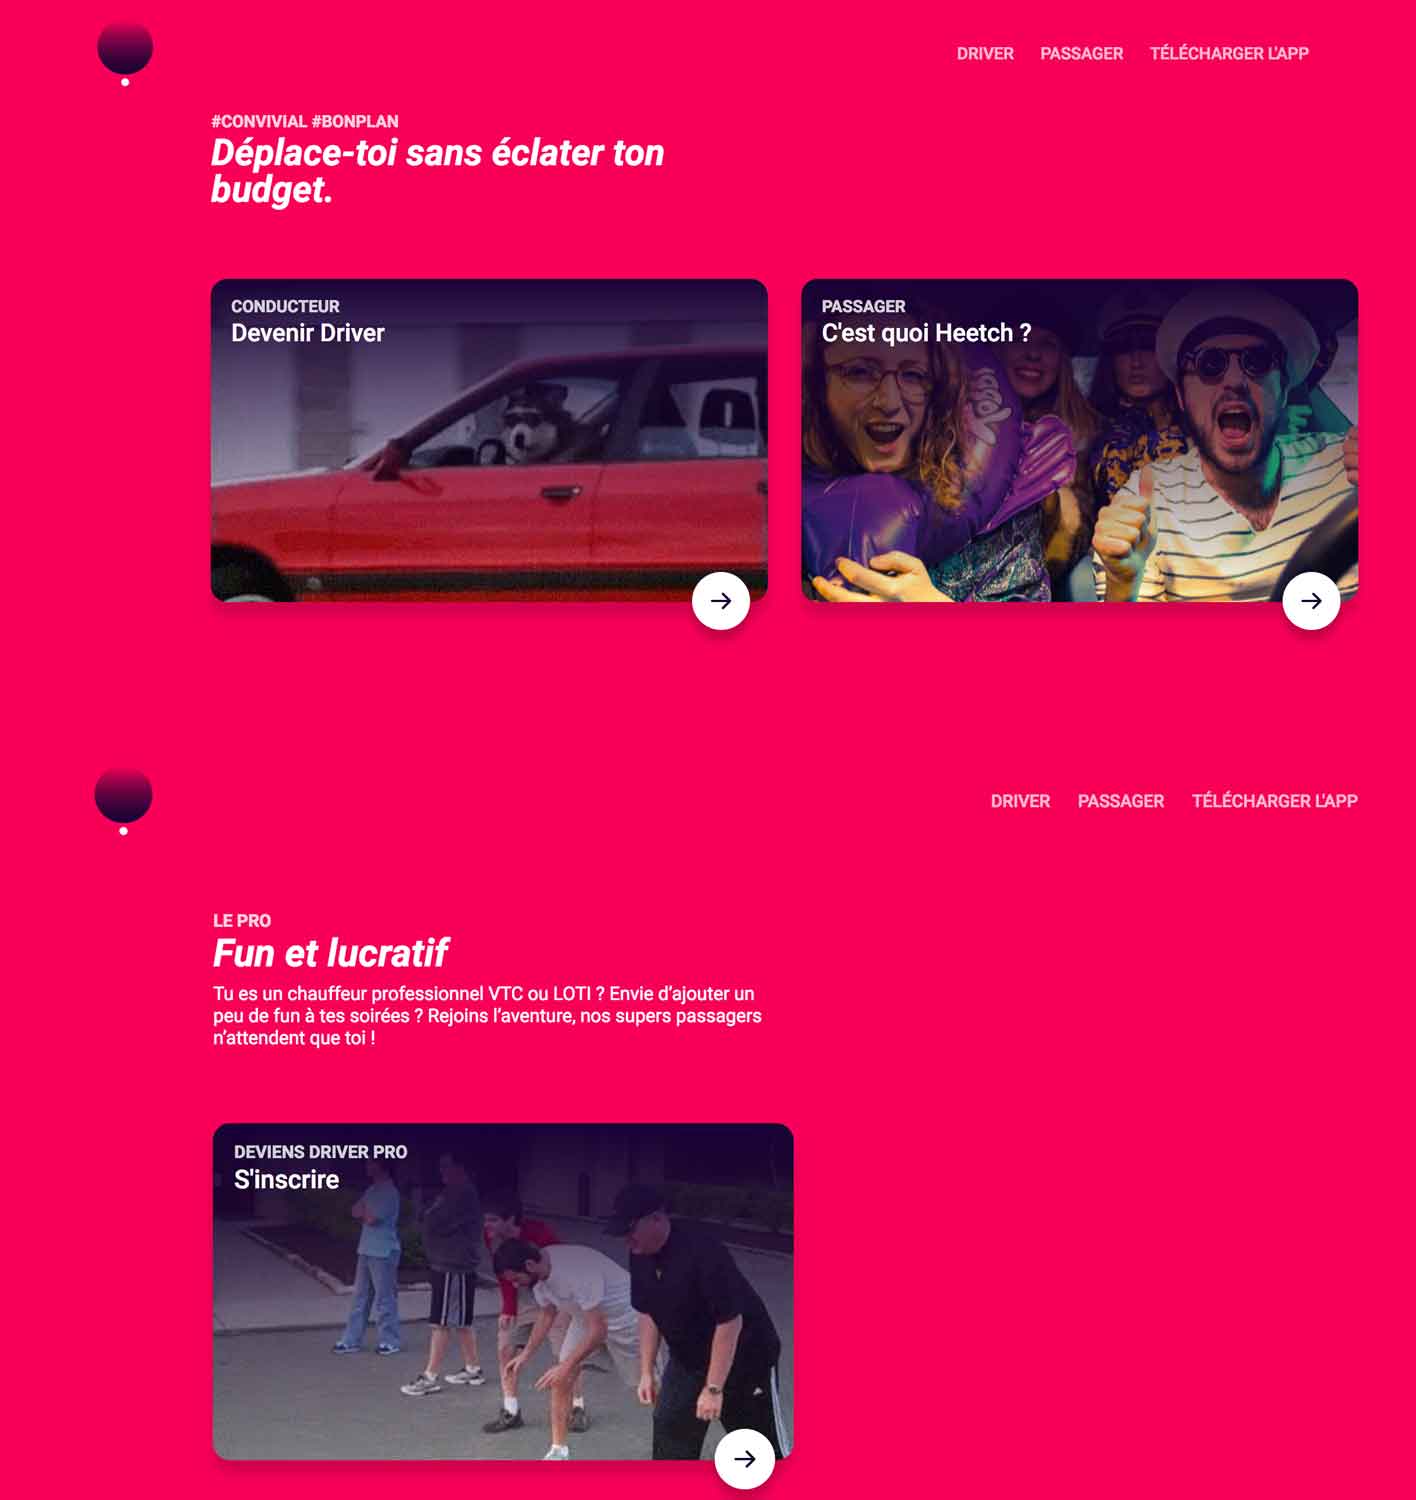 DRIVER PASSAGER TÉLÉCHARGER L'APP
#CONVIVIAL #BONPLAN
Déplace-toi sans éclater ton
budget.
CONDUCTEUR
Devenir Driver
PASSAGER
C'est quoi Heetch ?
DRIVER PASSAGER TÉLÉCHARGER L'APP
LE PRO
Fun et lucratif
Tu es un chauffeur professionnel VTC ou LOTI ? Envie d’ajouter un
peu de fun à tes soirées ? Rejoins l’aventure, nos supers passagers
n’attendent que toi !
DEVIENS DRIVER PRO
S'inscrire